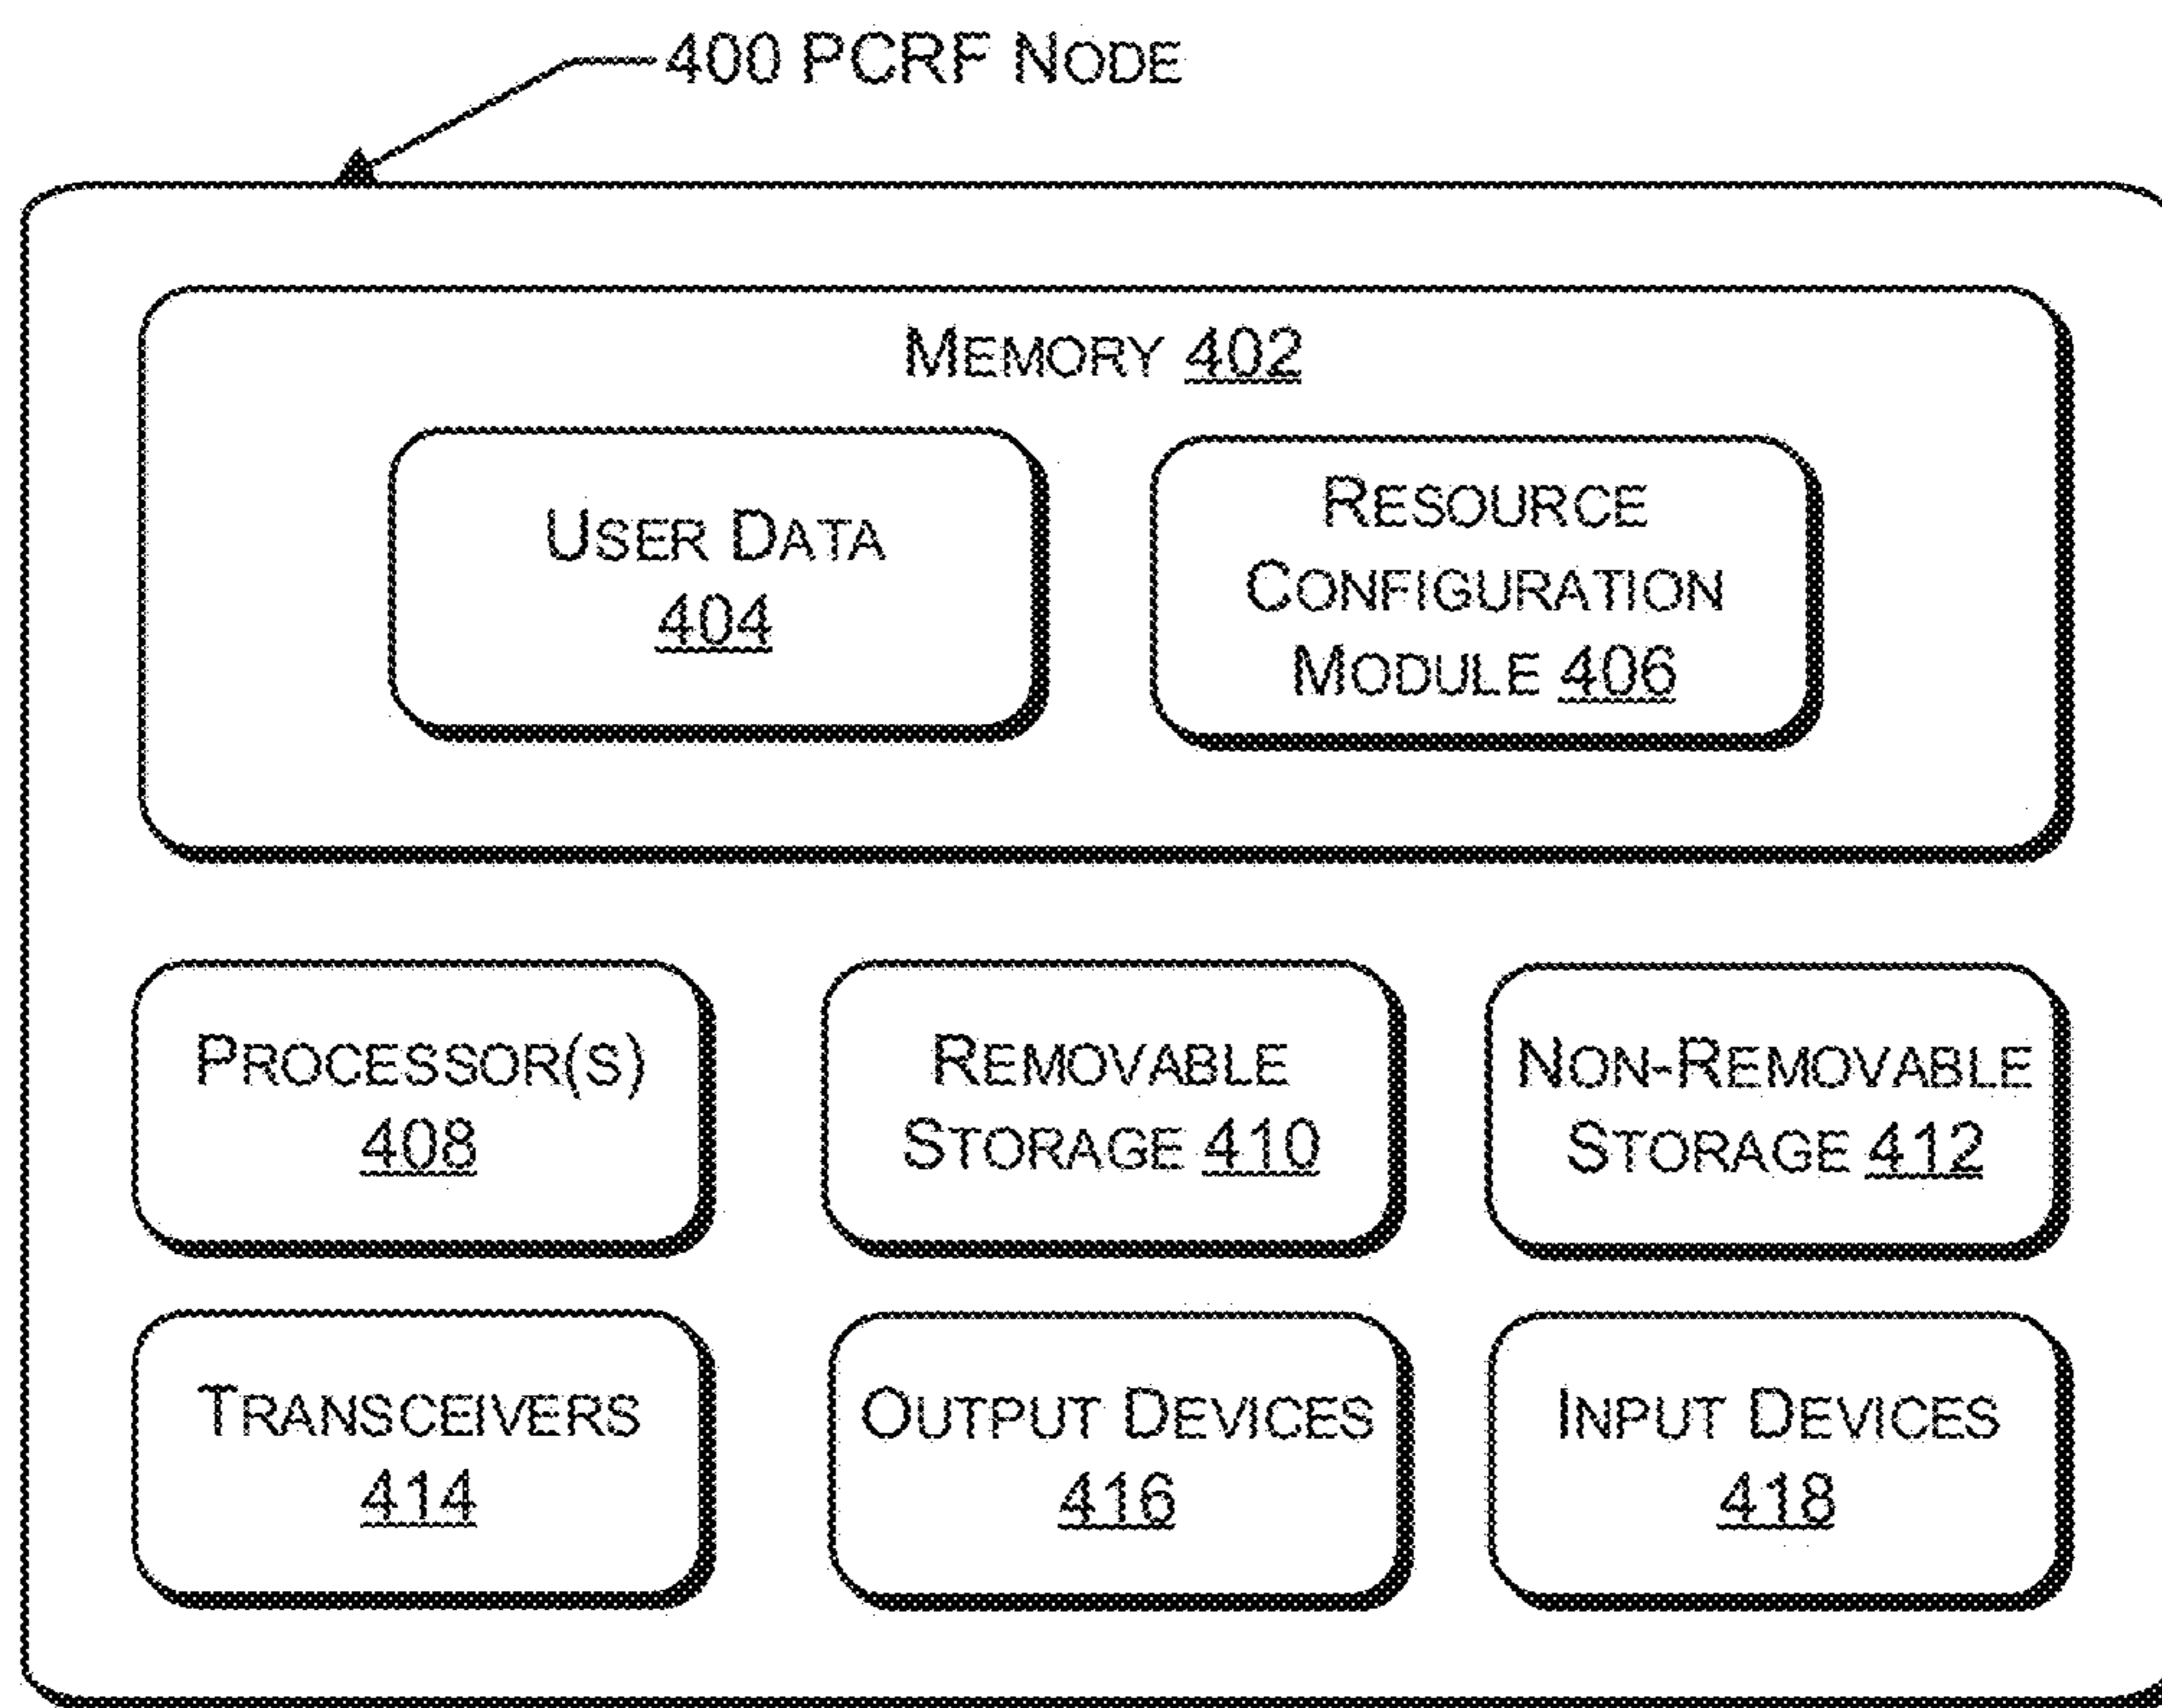 400 PCRF NODE
MEMORY 402
USER DATA
404
RESOURCE
CONFIGURATION
MODULE 406
PROCESSOR(S)
408
REMOVABLE
STORAGE 410
NON-REMOVABLE
STORAGE 412
TRANSCEIVERS
414
OUTPUT DEVICES
416
INPUT DEVICES
418